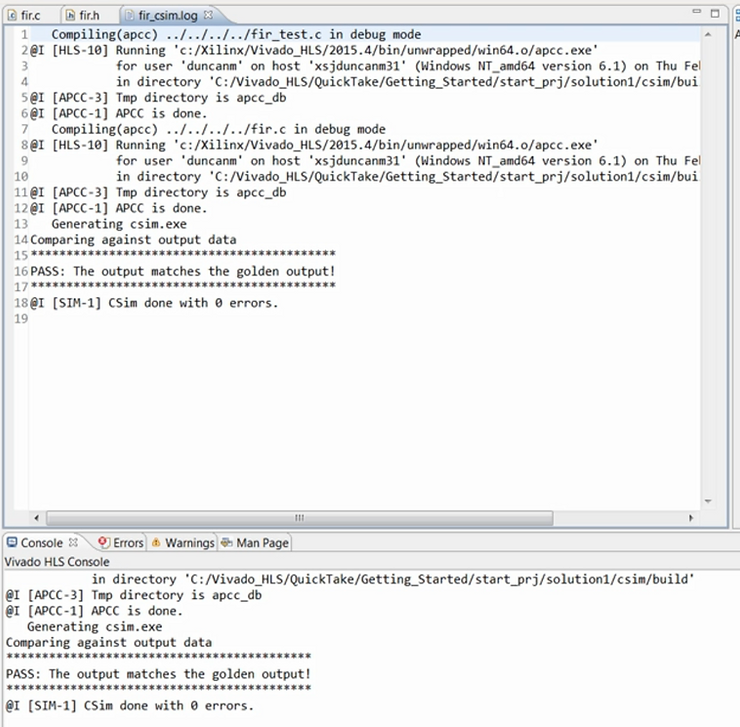 fir.c fir.h fir_csim.log
1 Compiling(apcc) ../../../../fir_test.c in debug mode
2 @I [HLS-10] Running 'c:/Xilinx/Vivado_HLS/2015.4/bin/unwrapped/win64.o/apcc.exe'
3 for user 'duncanm' on host 'xsjduncanm31' (Windows NT_amd64 version 6.1) on Thu Fe
4 in directory 'C:/Vivado_HLS/QuickTake/Getting_Started/start_prj/solution1/csim/bui
5 @I [APCC-3] Tmp directory is apcc_db
6 @I [APCC-1] APCC is done.
7 Compiling(apcc) ../../../../fir.c in debug mode
8 @I [HLS-10] Running 'c:/Xilinx/Vivado_HLS/2015.4/bin/unwrapped/win64.o/apcc.exe'
9 for user 'duncanm' on host 'xsjduncanm31' (Windows NT_amd64 version 6.1) on Thu Fe
10 in directory 'C:/Vivado_HLS/QuickTake/Getting_Started/start_prj/solution1/csim/bui
11 @I [APCC-3] Tmp directory is apcc_db
12 @I [APCC-1] APCC is done.
13 Generating csim.exe
14 Comparing against output data
15 *******************************************
16 PASS: The output matches the golden output!
17 *******************************************
18 @I [SIM-1] CSim done with 0 errors.
19
Console Errors Warnings Man Page
Vivado HLS Console
in directory 'C:/Vivado_HLS/QuickTake/Getting_Started/start_prj/solution1/csim/build'
@I [APCC-3] Tmp directory is apcc_db
@I [APCC-1] APCC is done.
Generating csim.exe
Comparing against output data
*******************************************
PASS: The output matches the golden output!
*******************************************
@I [SIM-1] CSim done with 0 errors.